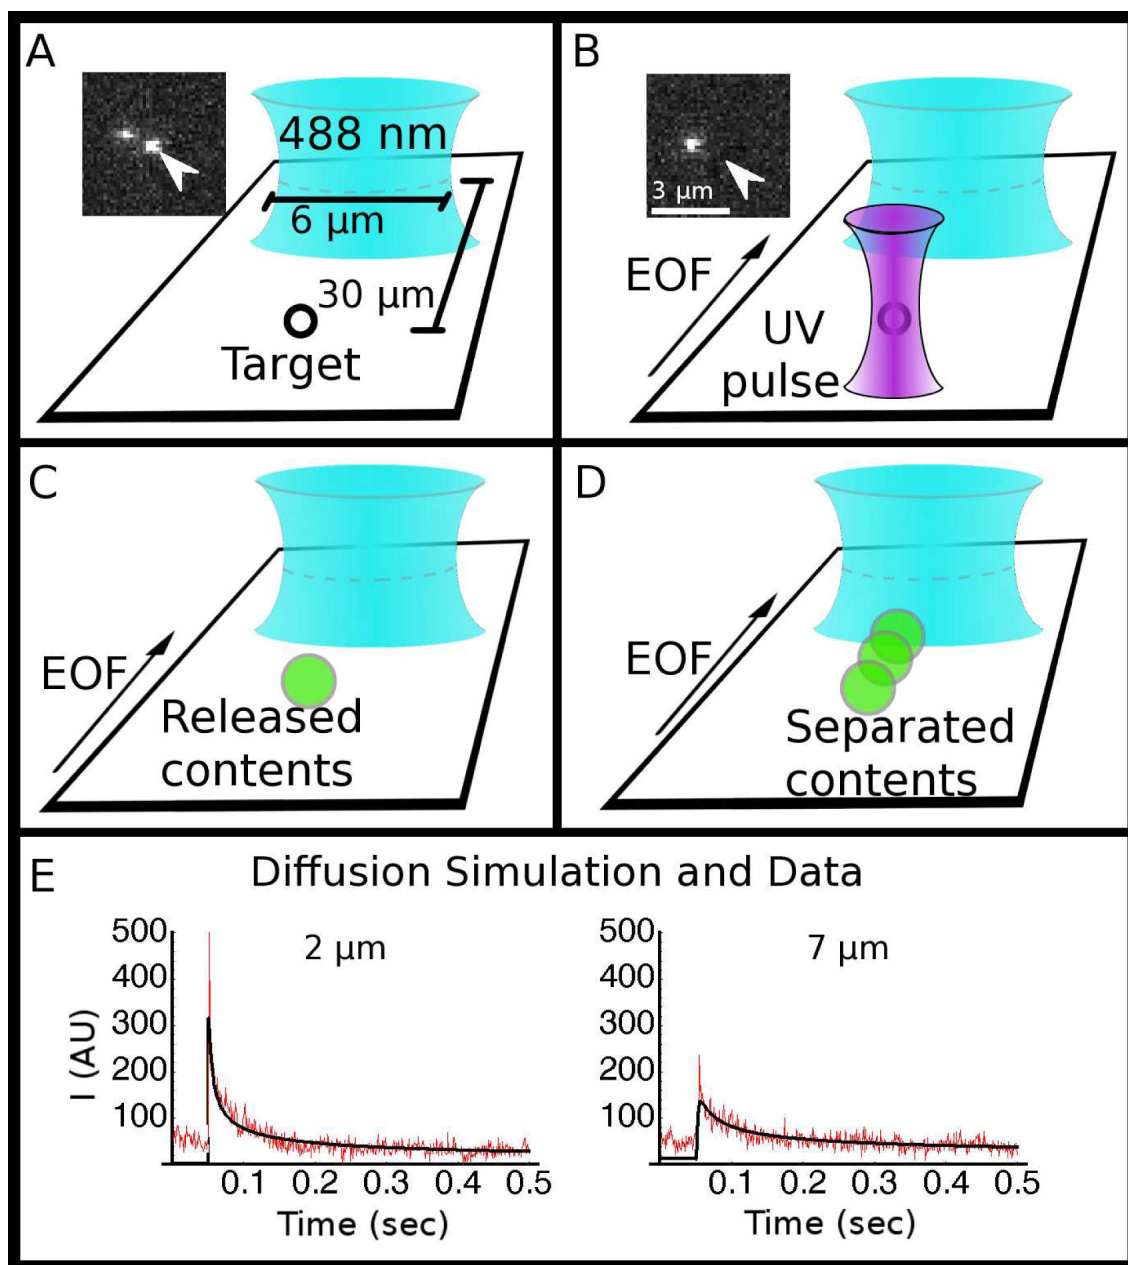 A
488 nm
6 µm
30 µm
Target
B
3 µm
EOF
UV
pulse
C
EOF
Released
contents
D
EOF
Separated
contents
E
Diffusion Simulation and Data
2 µm
I (AU)
500
400
300
200
100
0.1 0.2 0.3 0.4 0.5
Time (sec)
7 µm
500
400
300
200
100
0.1 0.2 0.3 0.4 0.5
Time (sec)